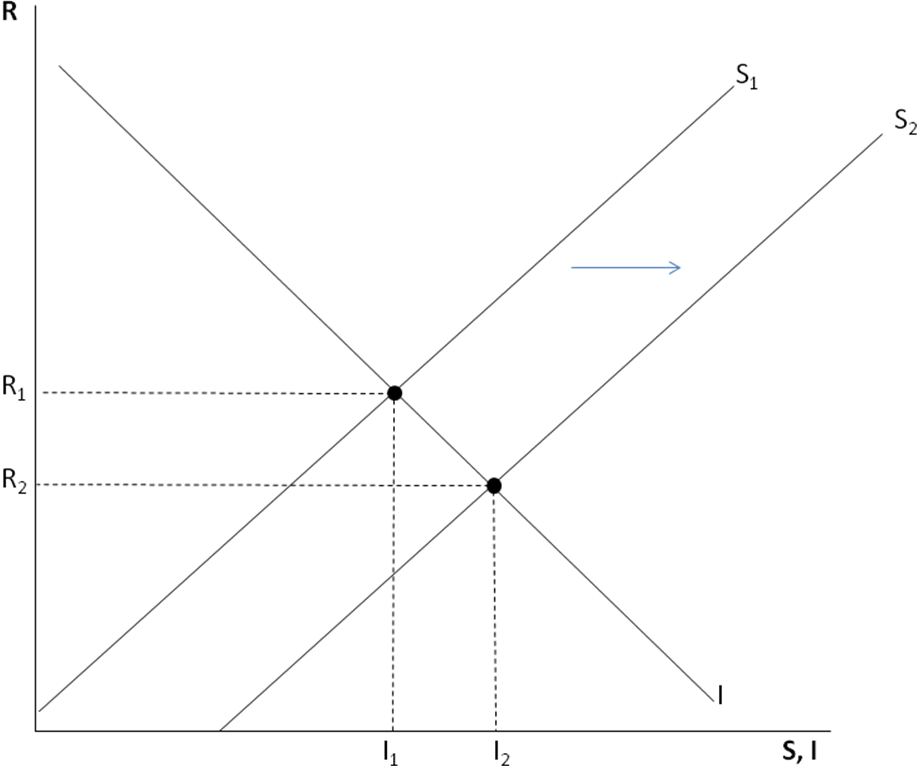 R
S₁
S₂
R₁
R₂
I
I₁
I₂
S, I